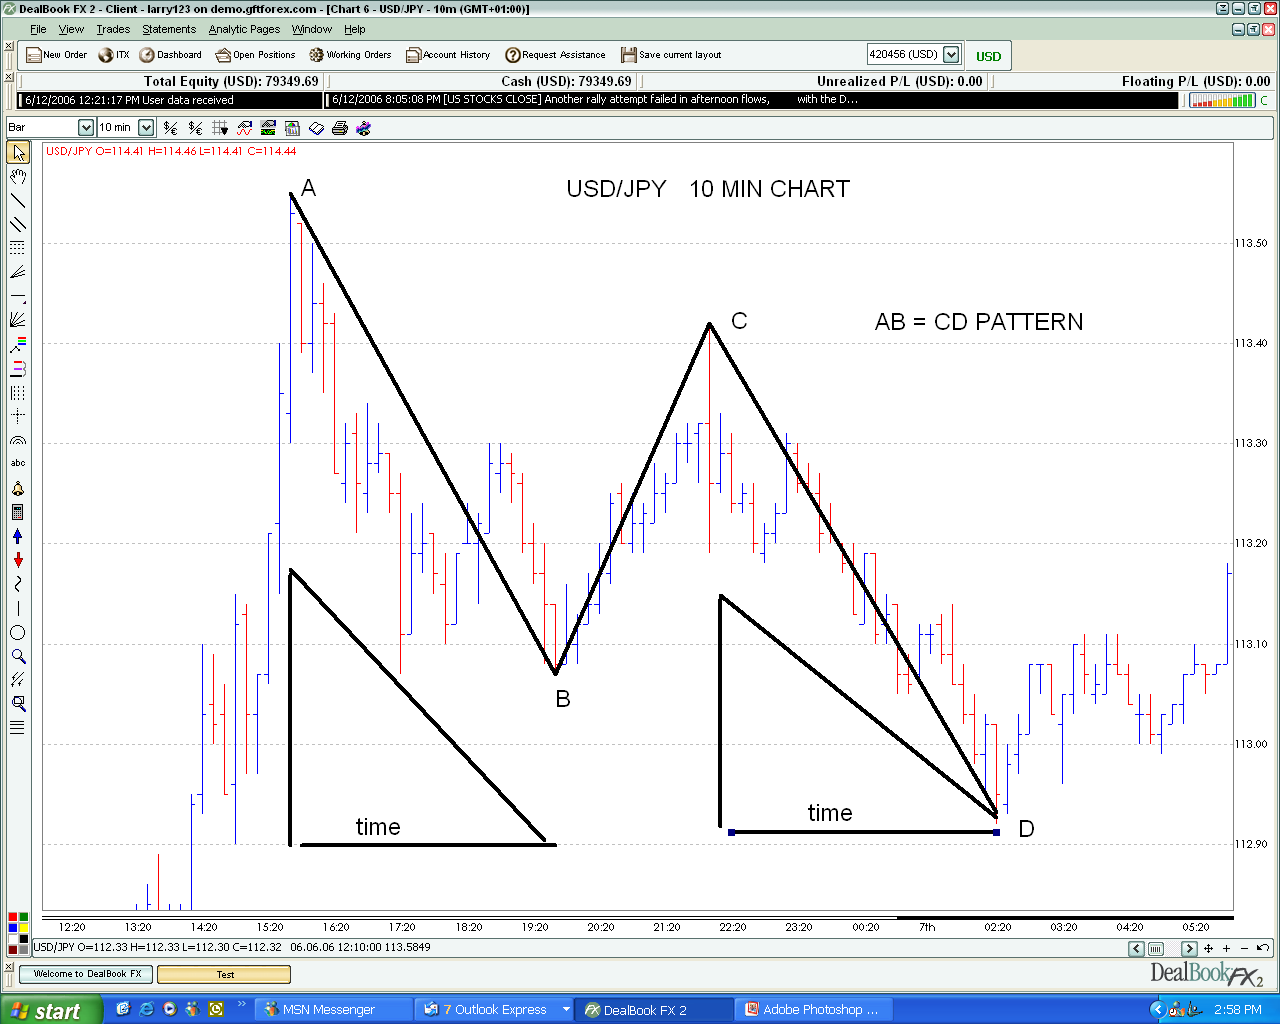 DealBook FX 2 - Client - larry123 on demo.gftforex.com - [Chart 6 - USD/JPY - 10m (GMT+01:00)]
File View Trades Statements Analytic Pages Window Help
New Order ITX Dashboard Open Positions Working Orders Account History Request Assistance Save current layout 420456 (USD) USD
Total Equity (USD): 79349.69 Cash (USD): 79349.69 Unrealized P/L (USD): 0.00 Floating P/L (USD): 0.00
6/12/2006 12:21:17 PM User data received 6/12/2006 8:05:08 PM [US STOCKS CLOSE] Another rally attempt failed in afternoon flows, with the D... C
Bar 10 min
USD/JPY O=114.41 H=114.46 L=114.41 C=114.44
A USD/JPY 10 MIN CHART
113.50
C AB = CD PATTERN
113.40
113.30
abc
113.20
113.10
B
113.00
time time D
112.90
12:20 13:20 14:20 15:20 16:20 17:20 18:20 19:20 20:20 21:20 22:20 23:20 00:20 7th 02:20 03:20 04:20 05:20
USD/JPY O=112.33 H=112.33 L=112.30 C=112.32 06.06.06 12:10:00 113.5849
Welcome to DealBook FX Test DealBook FX 2
start MSN Messenger 7 Outlook Express DealBook FX 2 Adobe Photoshop ... 2:58 PM